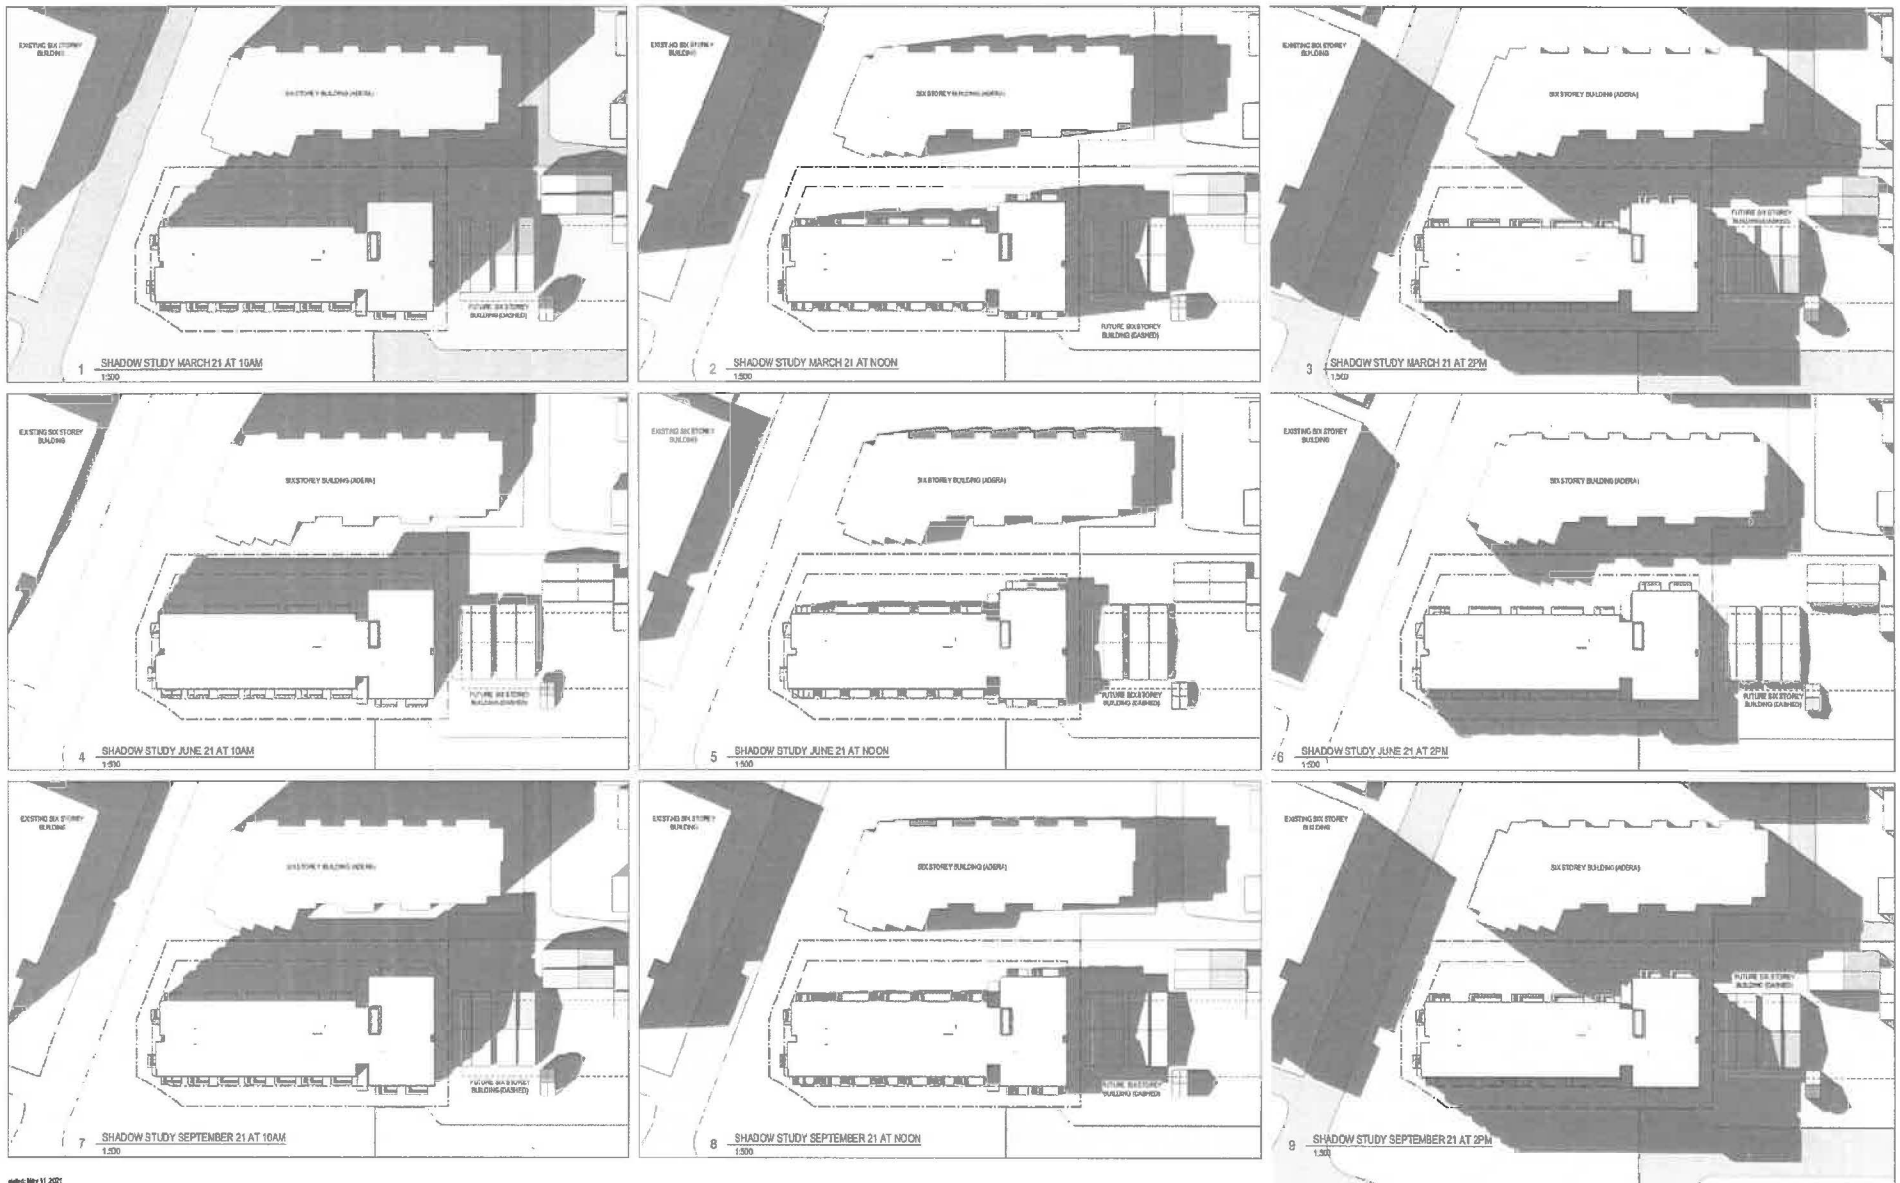 EXISTING SIX STOREY
BUILDING
SIX STOREY BUILDING (ADERA)
FUTURE SIX STOREY
BUILDING (DASHED)
1 SHADOW STUDY MARCH 21 AT 10AM
1:500
EXISTING SIX STOREY
BUILDING
SIX STOREY BUILDING (ADERA)
FUTURE SIX STOREY
BUILDING (DASHED)
2 SHADOW STUDY MARCH 21 AT NOON
1:500
EXISTING SIX STOREY
BUILDING
SIX STOREY BUILDING (ADERA)
FUTURE SIX STOREY
BUILDING (DASHED)
3 SHADOW STUDY MARCH 21 AT 2PM
1:500
EXISTING SIX STOREY
BUILDING
SIX STOREY BUILDING (ADERA)
FUTURE SIX STOREY
BUILDING (DASHED)
4 SHADOW STUDY JUNE 21 AT 10AM
1:500
EXISTING SIX STOREY
BUILDING
SIX STOREY BUILDING (ADERA)
FUTURE SIX STOREY
BUILDING (DASHED)
5 SHADOW STUDY JUNE 21 AT NOON
1:500
EXISTING SIX STOREY
BUILDING
SIX STOREY BUILDING (ADERA)
FUTURE SIX STOREY
BUILDING (DASHED)
6 SHADOW STUDY JUNE 21 AT 2PM
1:500
EXISTING SIX STOREY
BUILDING
SIX STOREY BUILDING (ADERA)
FUTURE SIX STOREY
BUILDING (DASHED)
7 SHADOW STUDY SEPTEMBER 21 AT 10AM
1:500
EXISTING SIX STOREY
BUILDING
SIX STOREY BUILDING (ADERA)
FUTURE SIX STOREY
BUILDING (DASHED)
8 SHADOW STUDY SEPTEMBER 21 AT NOON
1:500
EXISTING SIX STOREY
BUILDING
SIX STOREY BUILDING (ADERA)
FUTURE SIX STOREY
BUILDING (DASHED)
9 SHADOW STUDY SEPTEMBER 21 AT 2PM
1:500
May 11, 2021